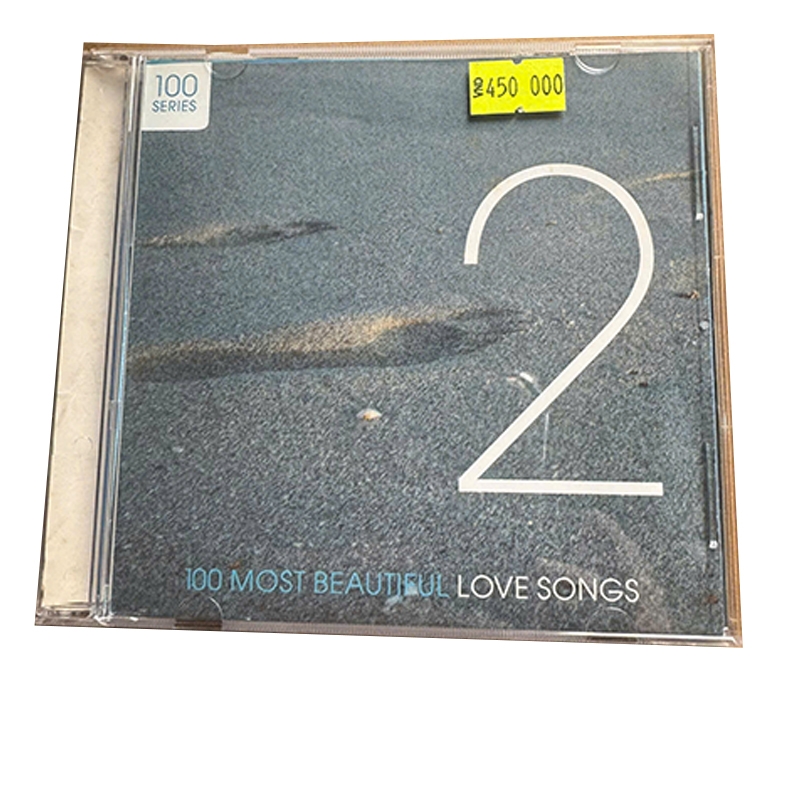 100
SERIES
VND 450 000
2
100 MOST BEAUTIFUL LOVE SONGS